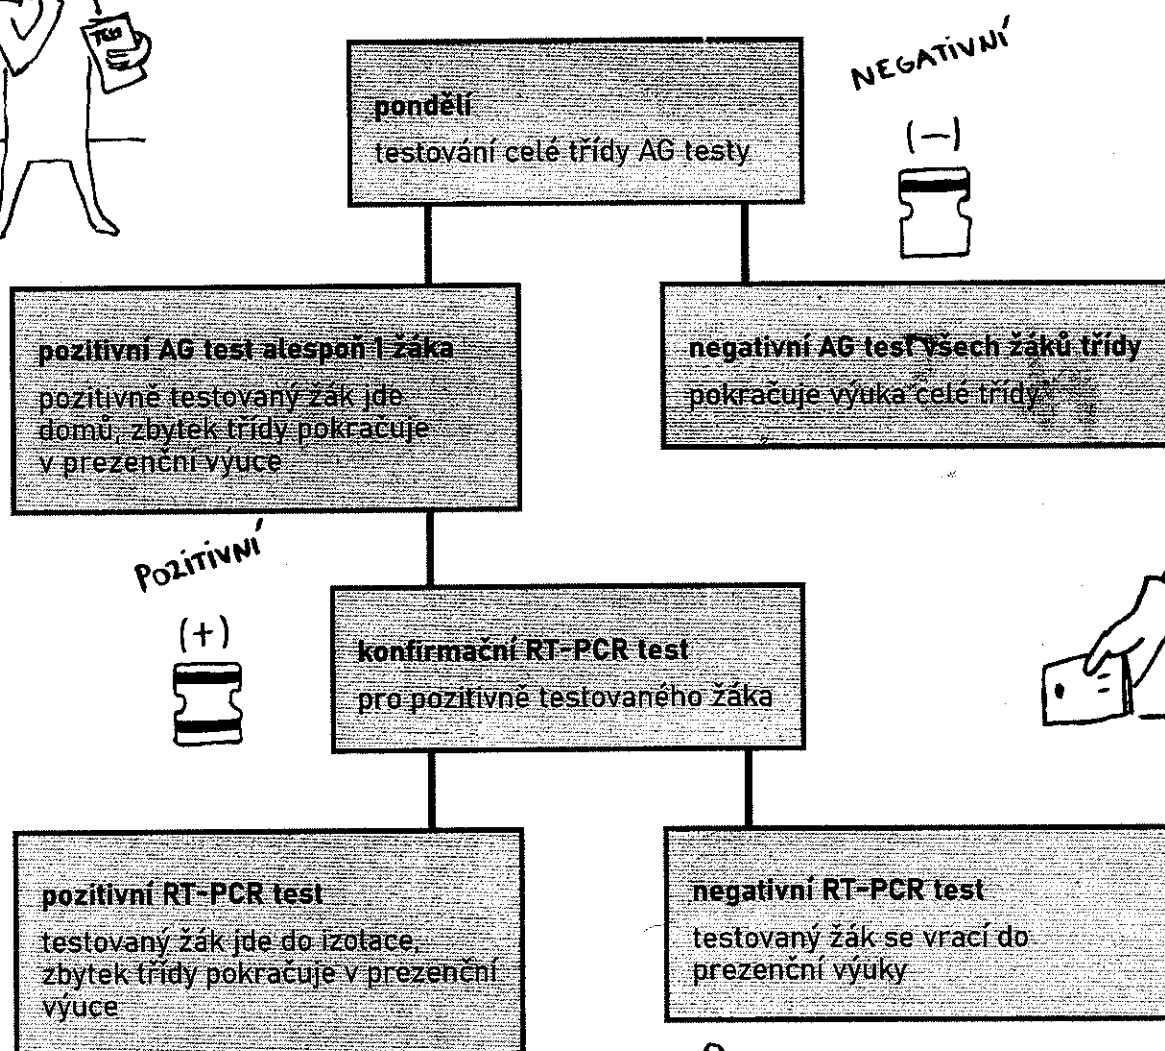 TEST
NEGATIVNÍ
pondělí
testování celé třídy AG testy
(−)
pozitivní AG test alespoň 1 žáka
pozitivně testovaný žák jde
domů, zbytek třídy pokračuje
v prezenční výuce
negativní AG test všech žáků třídy
pokračuje výuka celé třídy
POZITIVNÍ
(+)
konfirmační RT-PCR test
pro pozitivně testovaného žáka
pozitivní RT-PCR test
testovaný žák jde do izolace,
zbytek třídy pokračuje v prezenční
výuce
negativní RT-PCR test
testovaný žák se vrací do
prezenční výuky